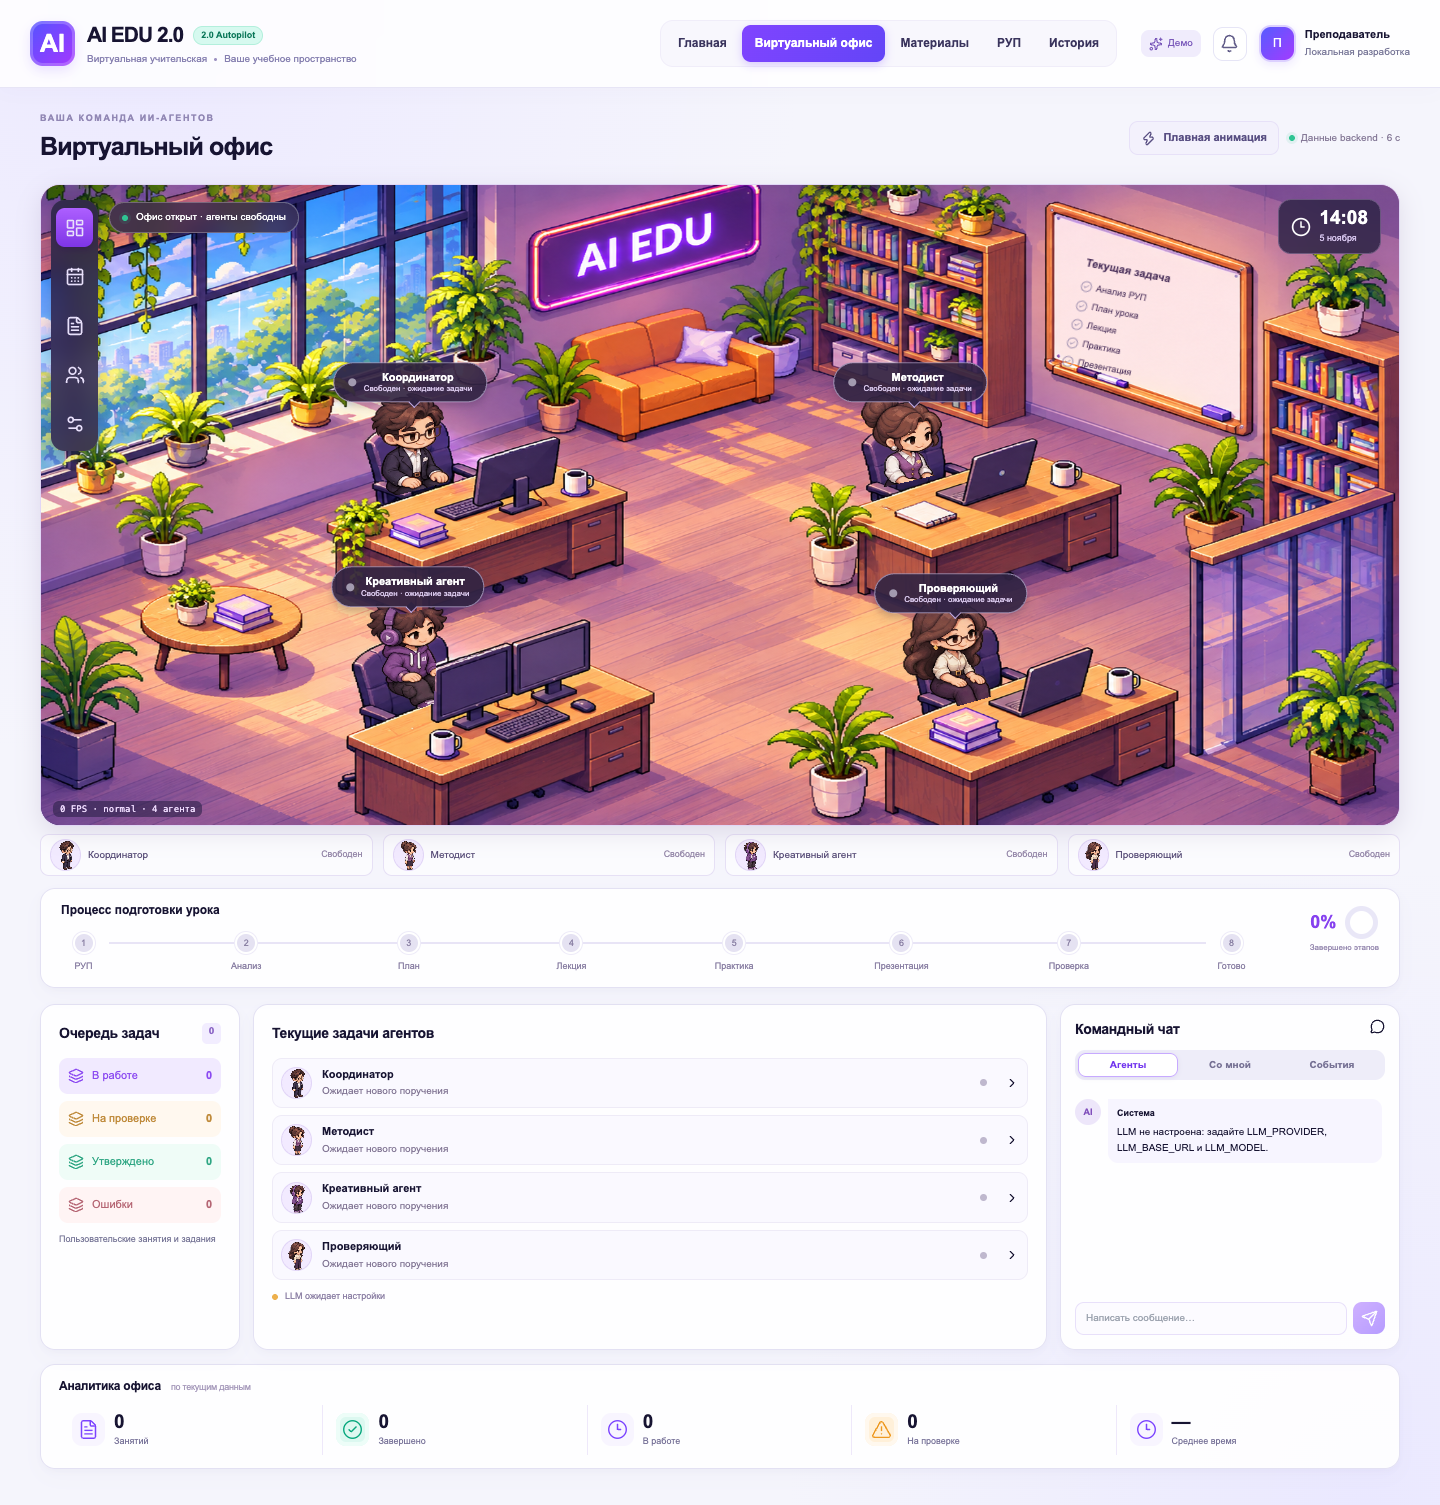 AI
AI EDU 2.0
2.0 Autopilot
Виртуальная учительская • Ваше учебное пространство
Главная
Виртуальный офис
Материалы
РУП
История
Демо
П
Преподаватель
Локальная разработка
ВАША КОМАНДА ИИ-АГЕНТОВ
Виртуальный офис
Плавная анимация
Данные backend · 6 с
Офис открыт · агенты свободны
AI EDU
14:08
5 ноября
Текущая задача
Анализ РУП
План урока
Лекция
Практика
Презентация
Координатор
Свободен · ожидание задачи
Методист
Свободен · ожидание задачи
Креативный агент
Свободен · ожидание задачи
Проверяющий
Свободен · ожидание задачи
0 FPS · normal · 4 агента
Координатор
Свободен
Методист
Свободен
Креативный агент
Свободен
Проверяющий
Свободен
Процесс подготовки урока
1
РУП
2
Анализ
3
План
4
Лекция
5
Практика
6
Презентация
7
Проверка
8
Готово
0%
Завершено этапов
Очередь задач
0
В работе 0
На проверке 0
Утверждено 0
Ошибки 0
Пользовательские занятия и задания
Текущие задачи агентов
Координатор
Ожидает нового поручения
Методист
Ожидает нового поручения
Креативный агент
Ожидает нового поручения
Проверяющий
Ожидает нового поручения
LLM ожидает настройки
Командный чат
Агенты
Со мной
События
AI
Система
LLM не настроена: задайте LLM_PROVIDER,
LLM_BASE_URL и LLM_MODEL.
Написать сообщение...
Аналитика офиса по текущим данным
0
Занятий
0
Завершено
0
В работе
0
На проверке
—
Среднее время